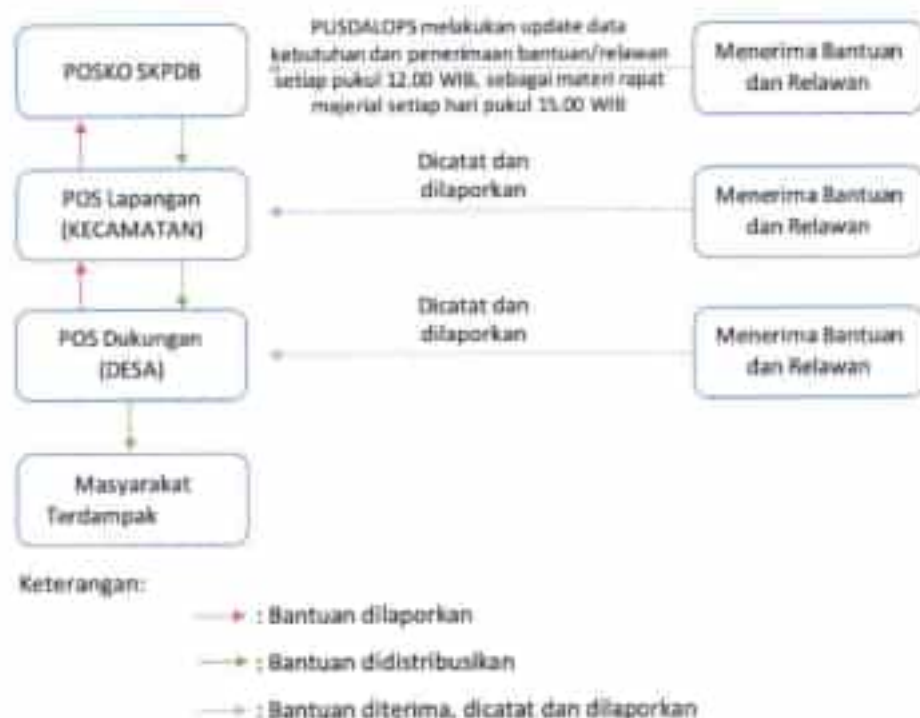 POSKO SKPDB
PUSDALOPS melakukan update data
kebutuhan dan penerimaan bantuan/relawan
setiap pukul 12.00 WIB, sebagai materi rapat
majerial setiap hari pukul 15.00 WIB
Menerima Bantuan
dan Relawan
POS Lapangan
(KECAMATAN)
Dicatat dan
dilaporkan
Menerima Bantuan
dan Relawan
POS Dukungan
(DESA)
Dicatat dan
dilaporkan
Menerima Bantuan
dan Relawan
Masyarakat
Terdampak
Keterangan:
: Bantuan dilaporkan
: Bantuan didistribusikan
: Bantuan diterima, dicatat dan dilaporkan